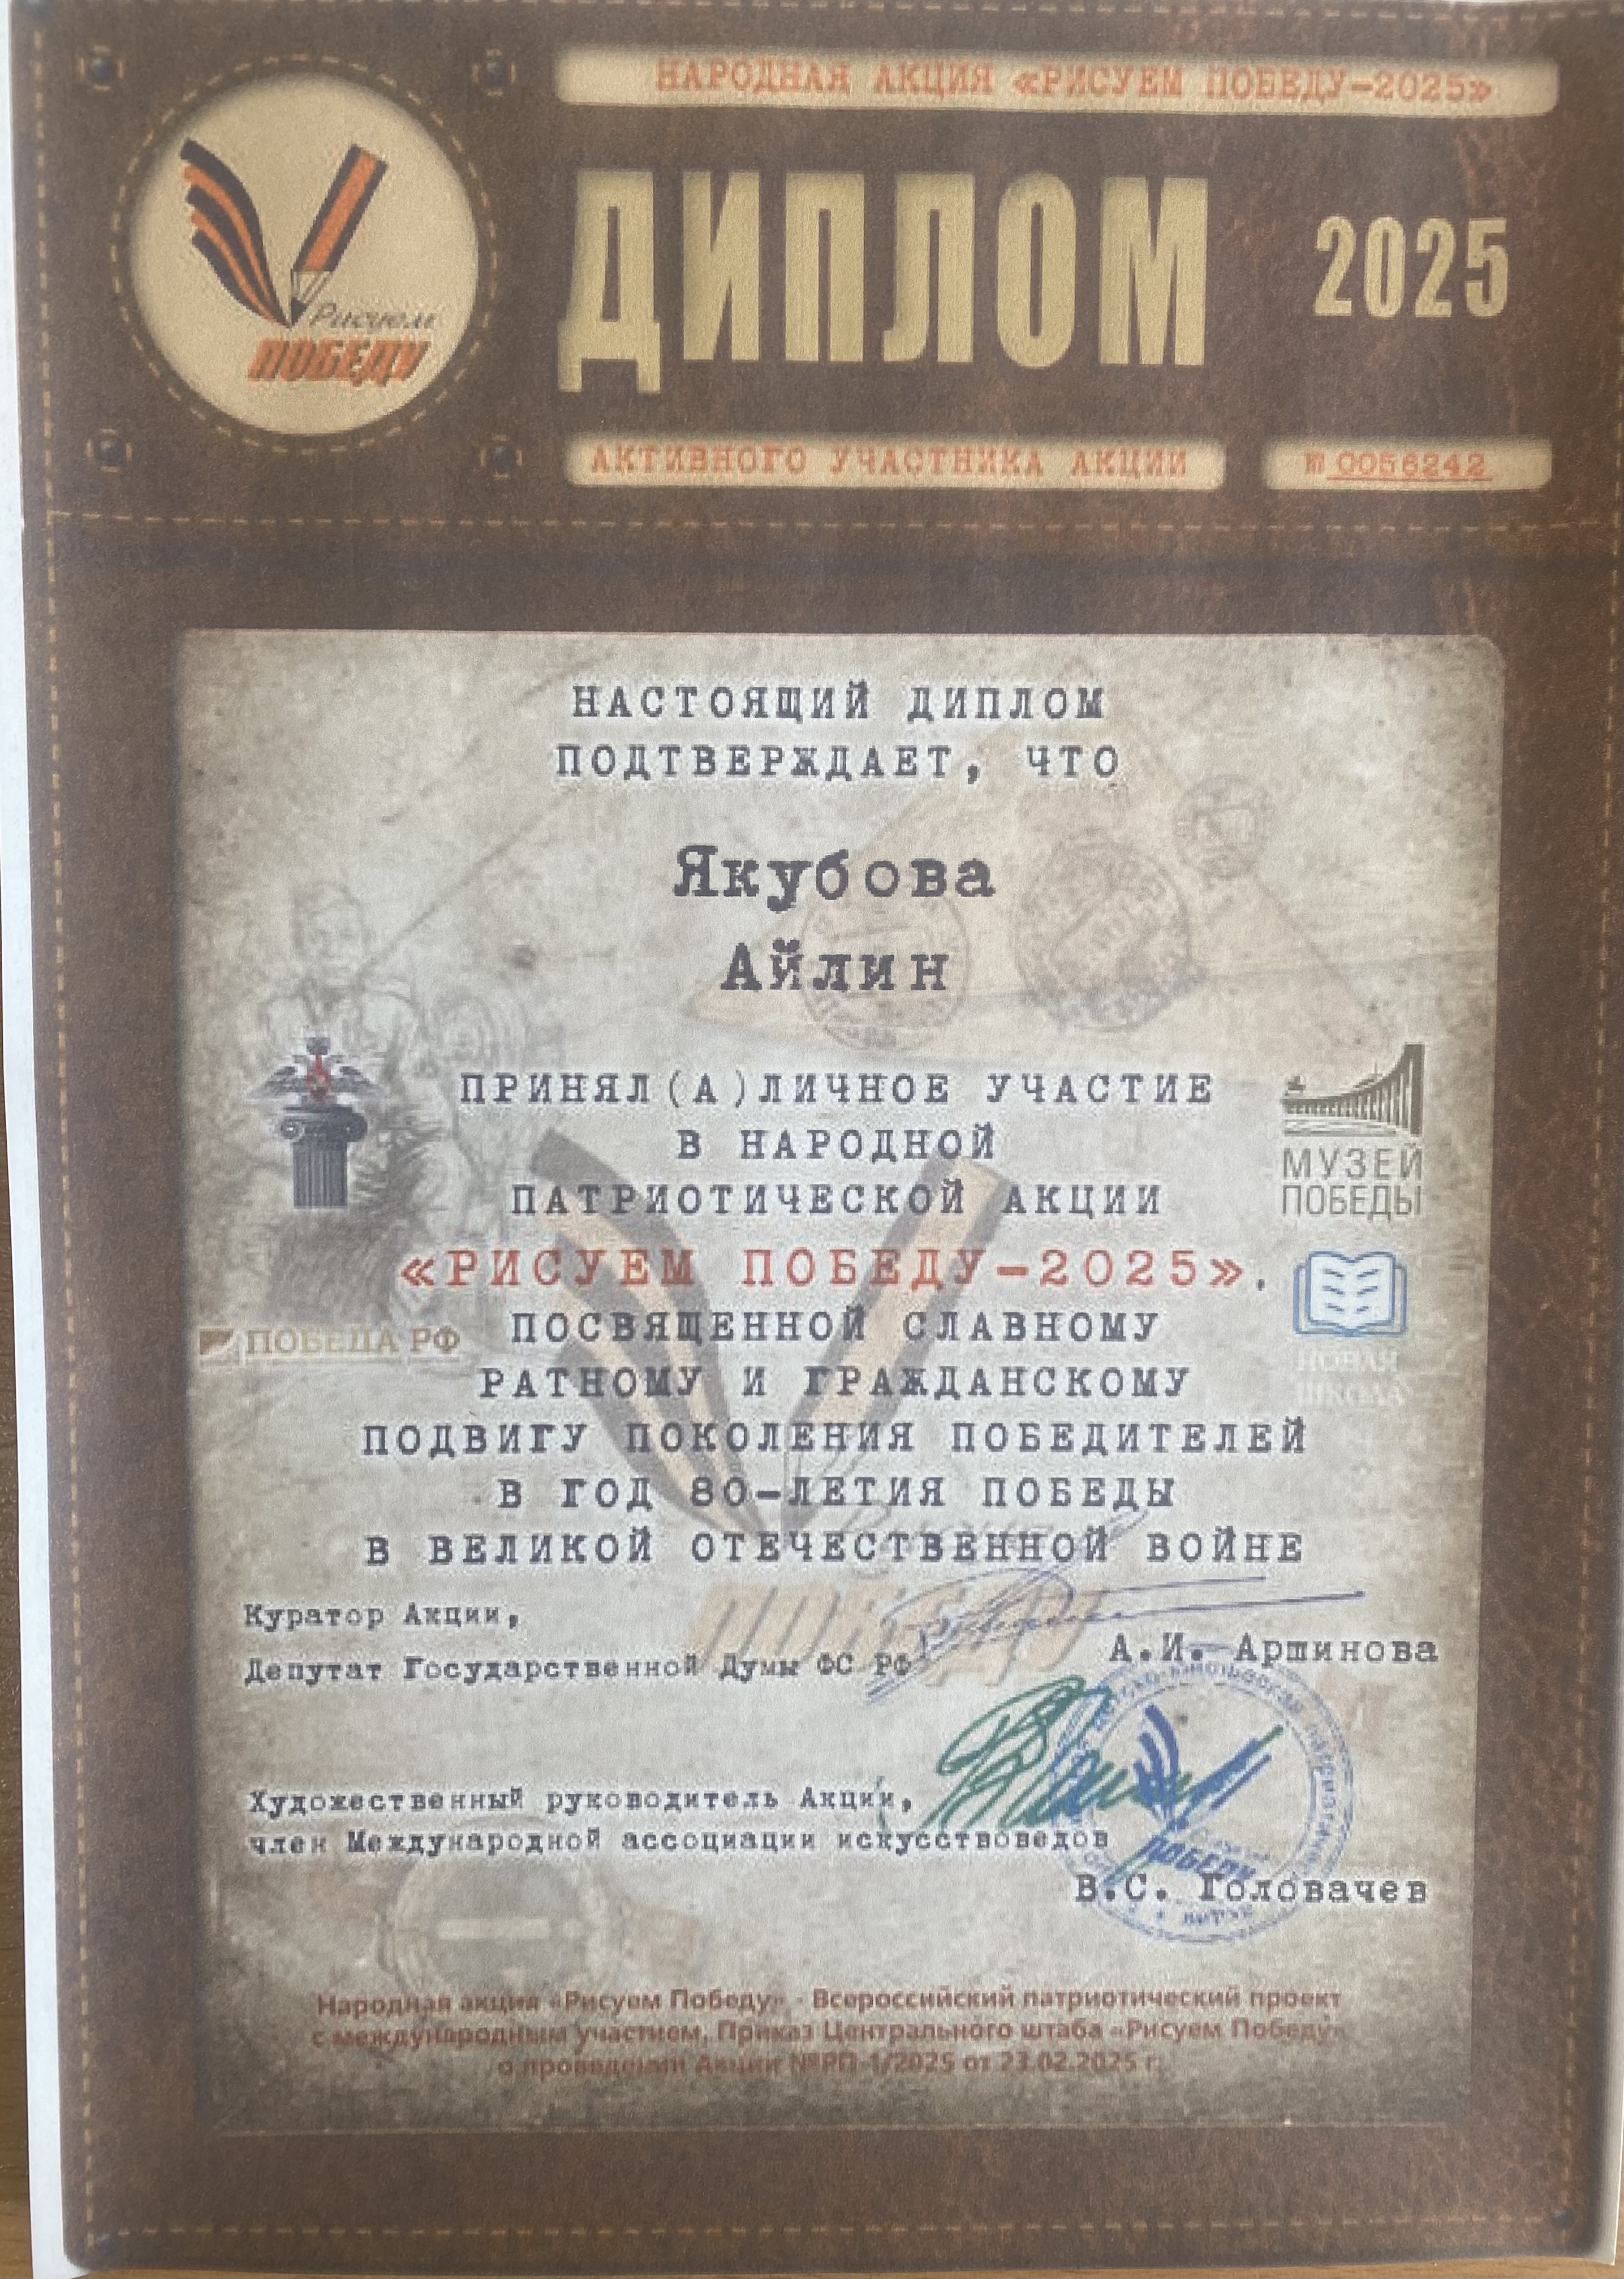 НАРОДНАЯ АКЦИЯ «РИСУЕМ ПОБЕДУ-2025»
Рисуем
ПОБЕДУ
ДИПЛОМ
2025
АКТИВНОГО УЧАСТНИКА АКЦИИ
№ 0056242
НАСТОЯЩИЙ ДИПЛОМ
ПОДТВЕРЖДАЕТ, ЧТО
Якубова
Айлин
ПРИНЯЛ(А)ЛИЧНОЕ УЧАСТИЕ
В НАРОДНОЙ
ПАТРИОТИЧЕСКОЙ АКЦИИ
«РИСУЕМ ПОБЕДУ-2025».
ПОСВЯЩЕННОЙ СЛАВНОМУ
РАТНОМУ И ГРАЖДАНСКОМУ
ПОДВИГУ ПОКОЛЕНИЯ ПОБЕДИТЕЛЕЙ
В ГОД 80-ЛЕТИЯ ПОБЕДЫ
В ВЕЛИКОЙ ОТЕЧЕСТВЕННОЙ ВОЙНЕ
МУЗЕЙ
ПОБЕДЫ
НОВАЯ
ШКОЛА
ПОБЕДА РФ
Куратор Акции,
Депутат Государственной Думы ФС РФ
А.И. Аршинова
Художественный руководитель Акции,
член Международной ассоциации искусствоведов
В.С. Головачев
ПОБЕДУ
Народная акция «Рисуем Победу» - Всероссийский патриотический проект
с международным участием. Приказ Центрального штаба «Рисуем Победу»
о проведении Акции №РП-1/2025 от 23.02.2025 г.